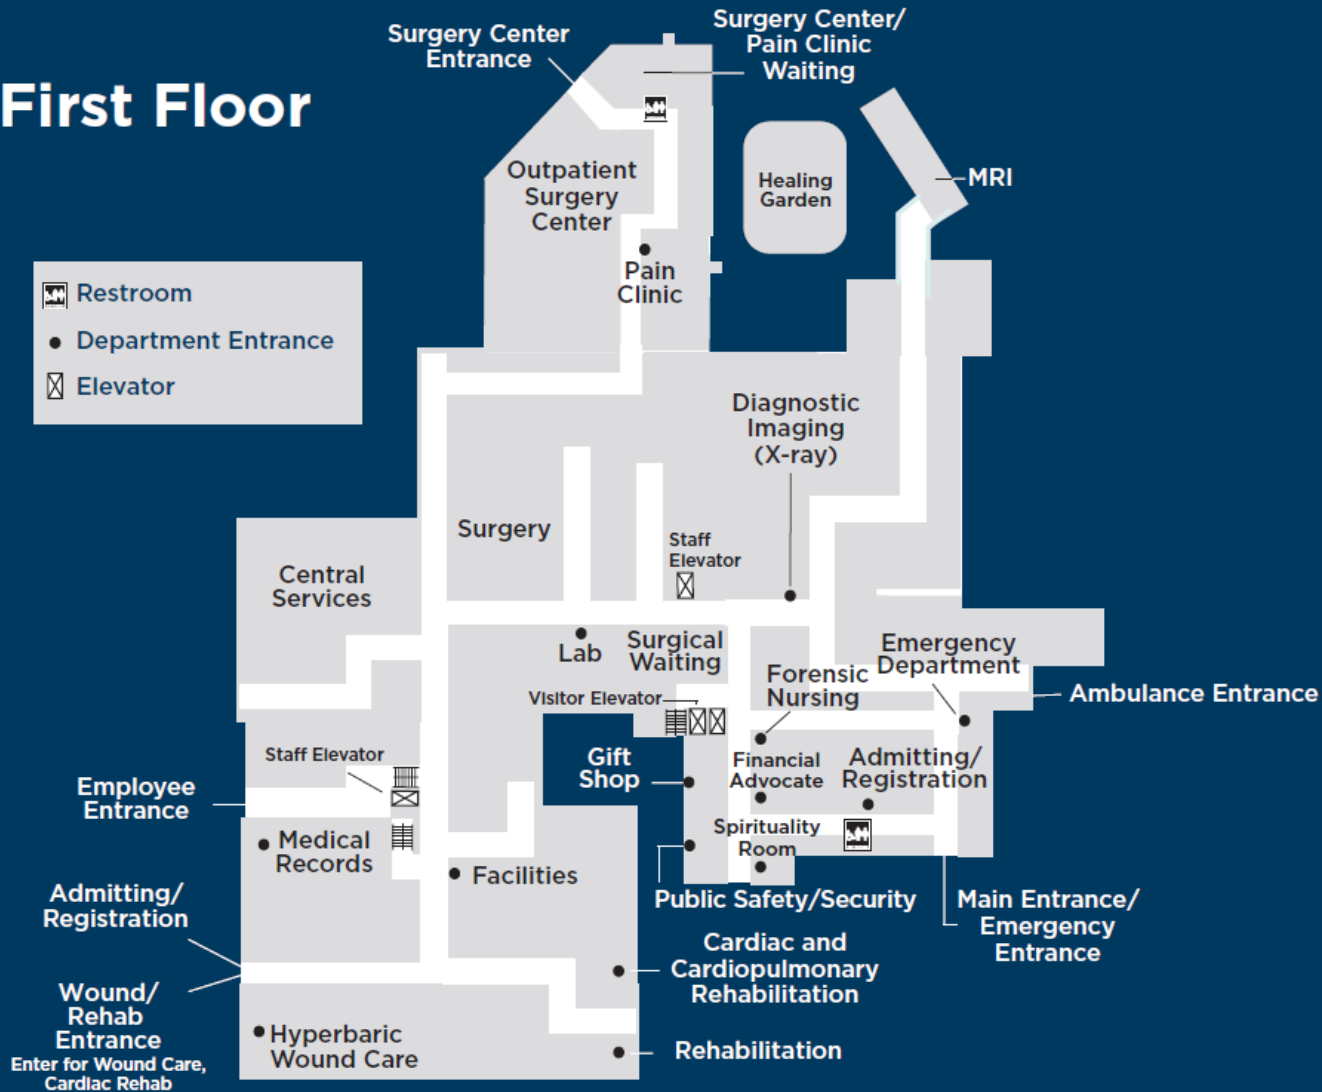 First Floor
Surgery Center
Entrance
Surgery Center/
Pain Clinic
Waiting
Outpatient
Surgery
Center
Healing
Garden
MRI
Pain
Clinic
Restroom
Department Entrance
Elevator
Diagnostic
Imaging
(X-ray)
Surgery
Staff
Elevator
Central
Services
Lab
Surgical
Waiting
Emergency
Department
Forensic
Nursing
Ambulance Entrance
Visitor Elevator
Staff Elevator
Gift
Shop
Financial
Advocate
Admitting/
Registration
Employee
Entrance
Spirituality
Room
Medical
Records
Facilities
Public Safety/Security
Main Entrance/
Emergency
Entrance
Admitting/
Registration
Cardiac and
Cardiopulmonary
Rehabilitation
Wound/
Rehab
Entrance
Enter for Wound Care,
Cardiac Rehab
Hyperbaric
Wound Care
Rehabilitation